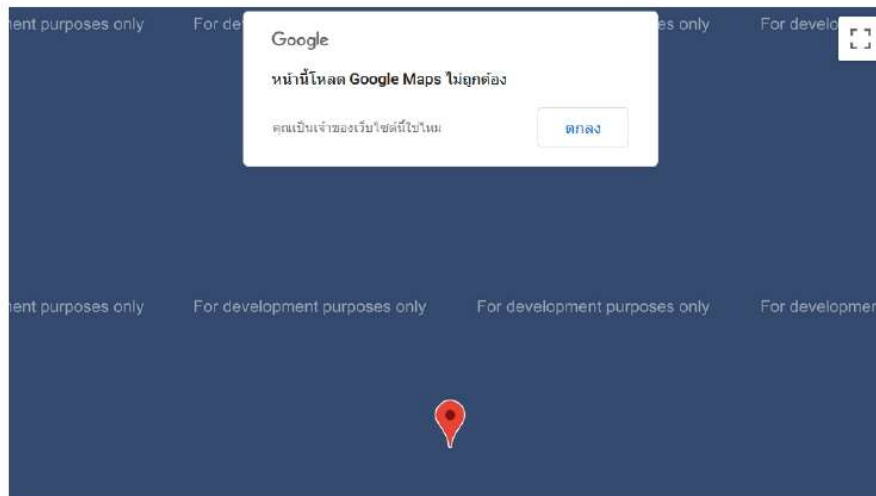 ment purposes only For de es only For develo
Google
หน้านี้โหลด Google Maps ไม่ถูกต้อง
คุณเป็นเจ้าของเว็บไซต์นี้ใช่ไหม
ตกลง
ment purposes only For development purposes only For development purposes only For developmen